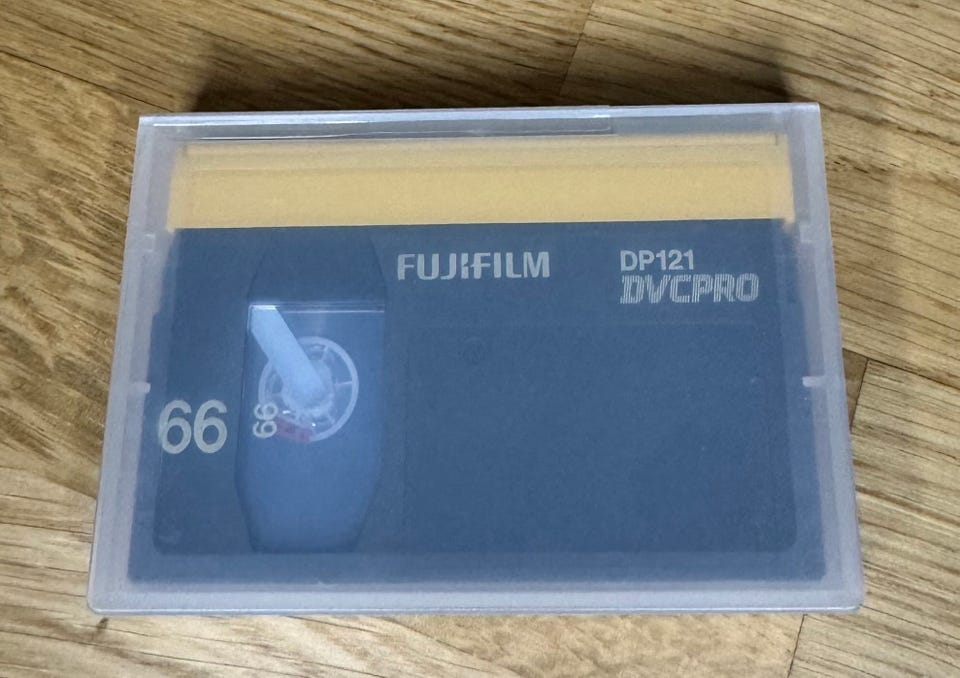 FUJIFILM
DP121
DVCPRO
66
66